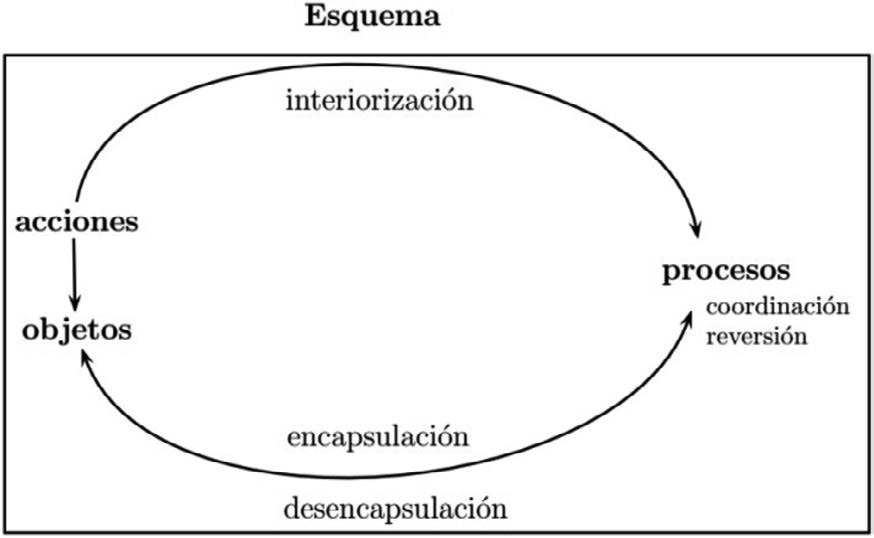 Esquema
interiorización
acciones
procesos
coordinación
reversión
objetos
encapsulación
desencapsulación